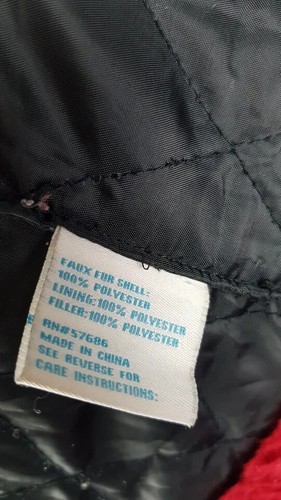 FAUX FUR SHELL:
100% POLYESTER
LINING:100% POLYESTER
FILLER:100% POLYESTER
RN#57686
MADE IN CHINA
SEE REVERSE FOR
CARE INSTRUCTIONS: